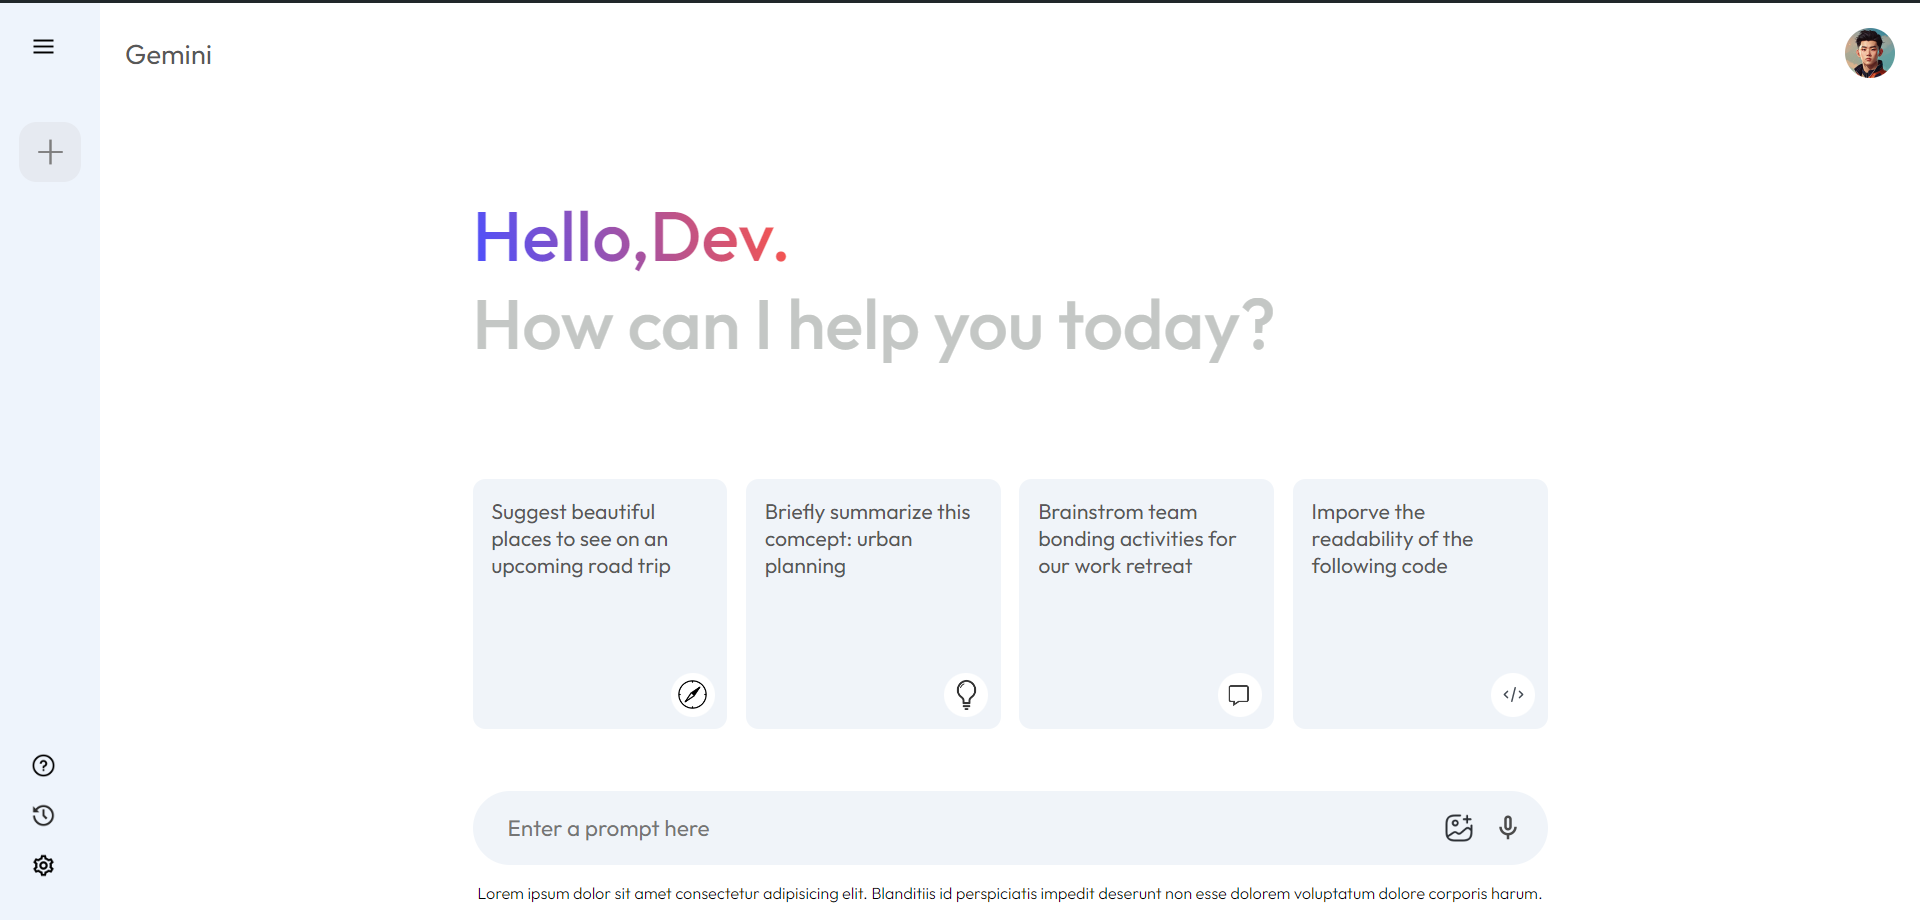 Gemini
Hello,Dev.
How can I help you today?
Suggest beautiful
places to see on an
upcoming road trip
Briefly summarize this
comcept: urban
planning
Brainstrom team
bonding activities for
our work retreat
Imporve the
readability of the
following code
Enter a prompt here
Lorem ipsum dolor sit amet consectetur adipisicing elit. Blanditiis id perspiciatis impedit deserunt non esse dolorem voluptatum dolore corporis harum.